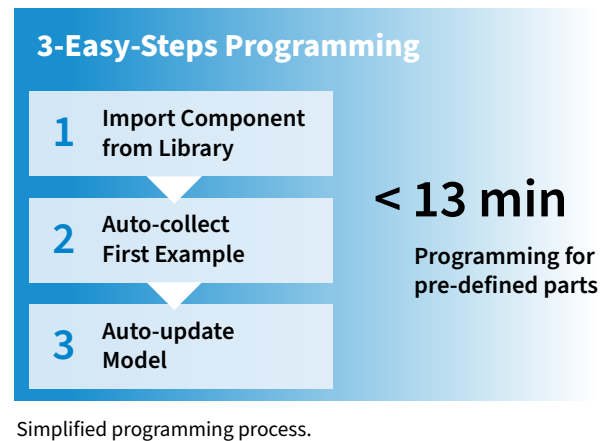 3-Easy-Steps Programming
1
Import Component
from Library
2
Auto-collect
First Example
3
Auto-update
Model
< 13 min
Programming for
pre-defined parts
Simplified programming process.